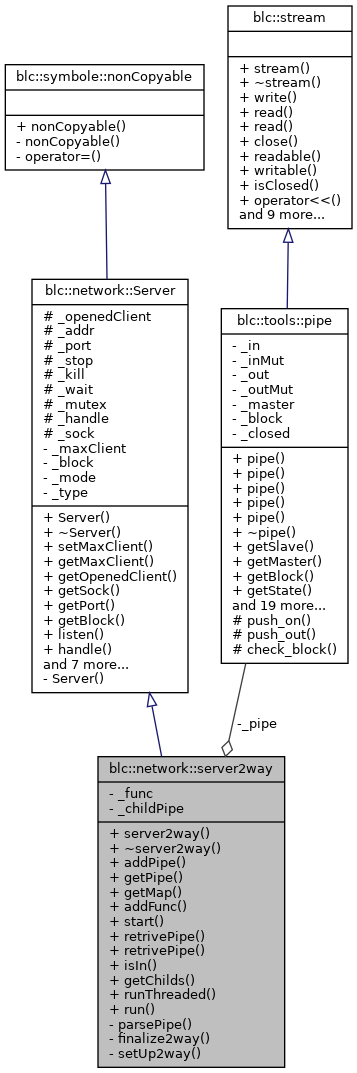 blc::stream
+ stream()
+ ~stream()
+ write()
+ read()
+ read()
+ close()
+ readable()
+ writable()
+ isClosed()
+ operator<<()
and 9 more...
blc::symbole::nonCopyable
+ nonCopyable()
- nonCopyable()
- operator=()
blc::network::Server
# _openedClient
# _addr
# _port
# _stop
# _kill
# _wait
# _mutex
# _handle
# _sock
- _maxClient
- _block
- _mode
- _type
+ Server()
+ ~Server()
+ setMaxClient()
+ getMaxClient()
+ getOpenedClient()
+ getSock()
+ getPort()
+ getBlock()
+ listen()
+ handle()
and 7 more...
- Server()
blc::tools::pipe
- _in
- _inMut
- _out
- _outMut
- _master
- _block
- _closed
+ pipe()
+ pipe()
+ pipe()
+ pipe()
+ pipe()
+ ~pipe()
+ getSlave()
+ getMaster()
+ getBlock()
+ getState()
and 19 more...
# push_on()
# push_out()
# check_block()
-_pipe
blc::network::server2way
- _func
- _childPipe
+ server2way()
+ ~server2way()
+ addPipe()
+ getPipe()
+ getMap()
+ addFunc()
+ start()
+ retrivePipe()
+ retrivePipe()
+ isIn()
+ getChilds()
+ runThreaded()
+ run()
- parsePipe()
- finalize2way()
- setUp2way()